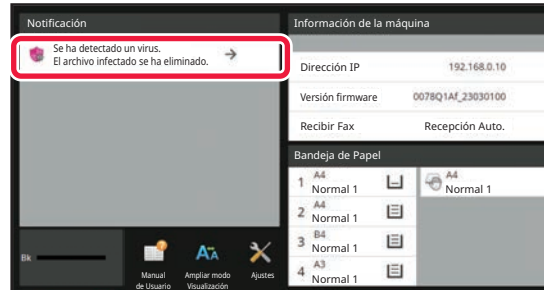 Notificación
Se ha detectado un virus.
El archivo infectado se ha eliminado.
Información de la máquina
Dirección IP 192.168.0.10
Versión firmware 0078Q1Af_23030100
Recibir Fax Recepción Auto.
Bandeja de Papel
1 A4 Normal 1
A4 Normal 1
2 A4 Normal 1
3 B4 Normal 1
4 A3 Normal 1
Bk
Manual de Usuario
Ampliar modo Visualización
Ajustes